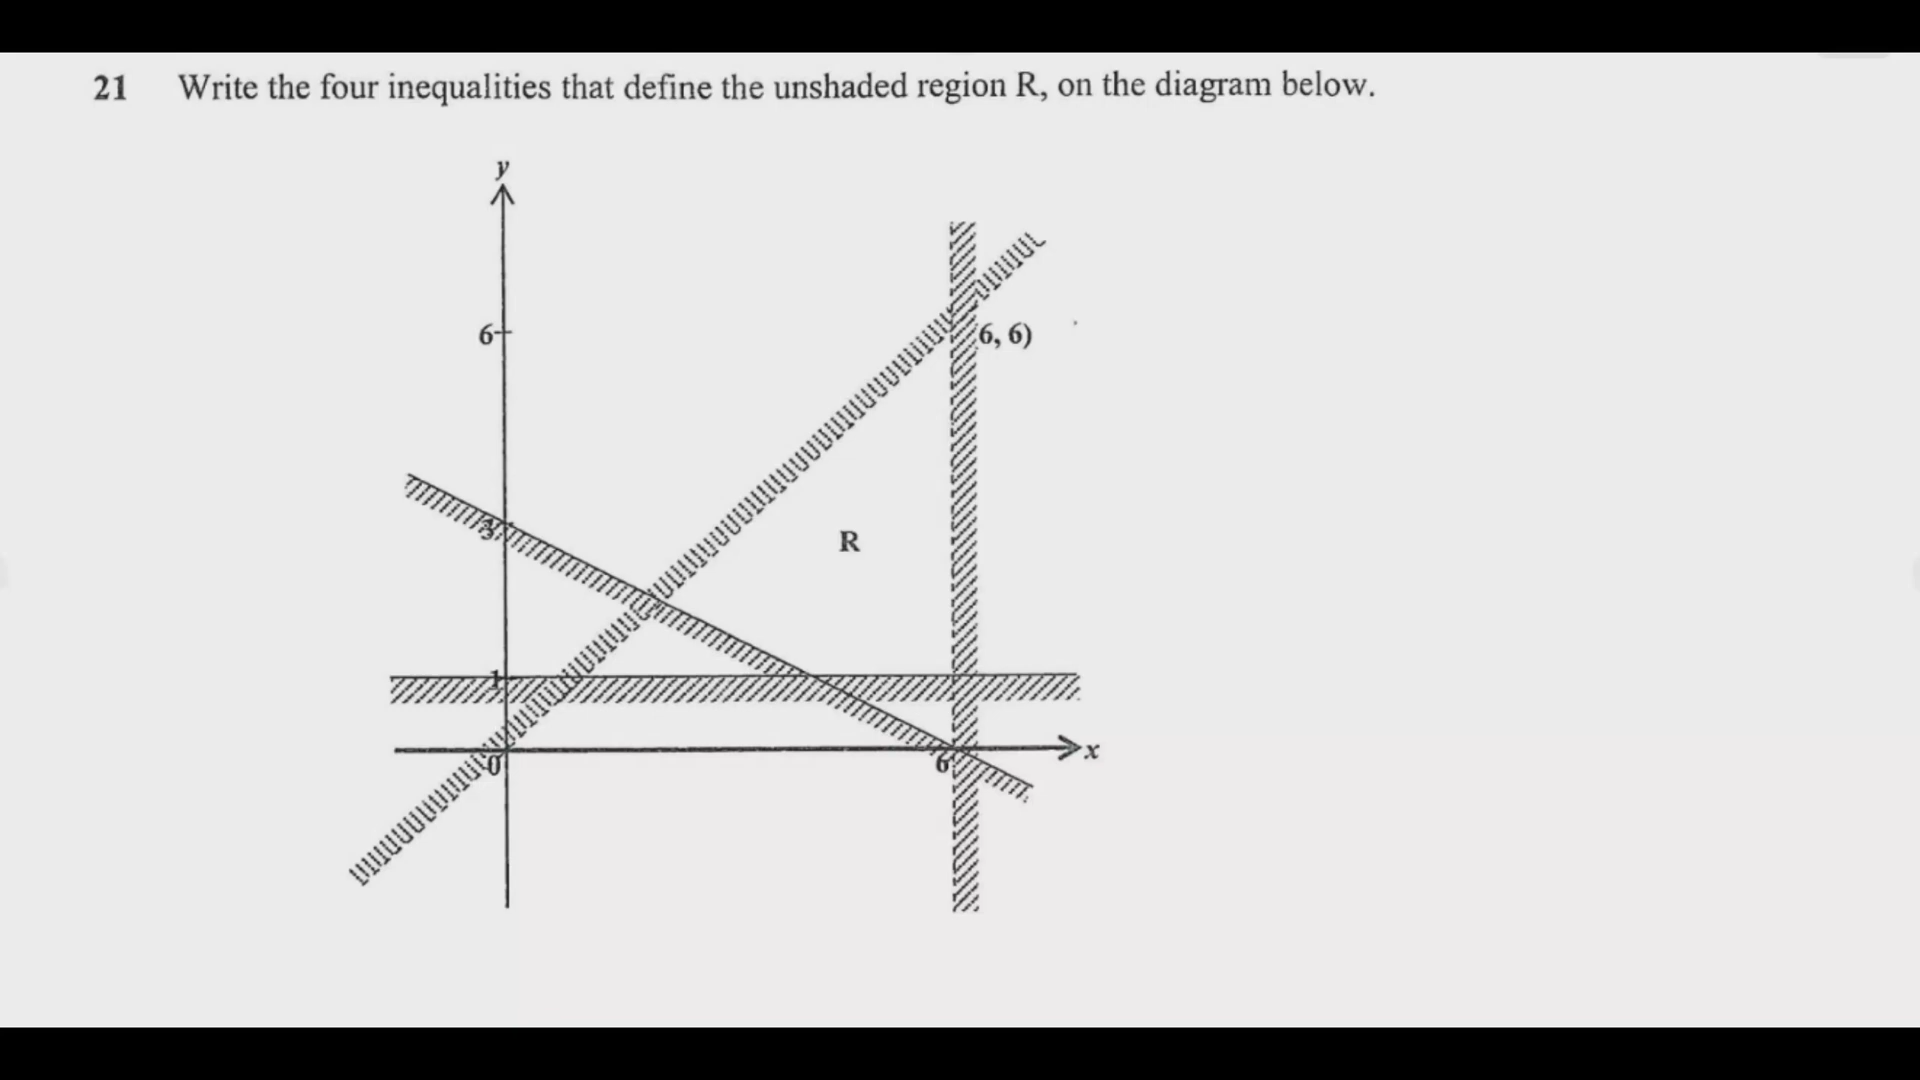 21 Write the four inequalities that define the unshaded region R, on the diagram below.
y
6
6, 6)
3
R
1
0
6
x